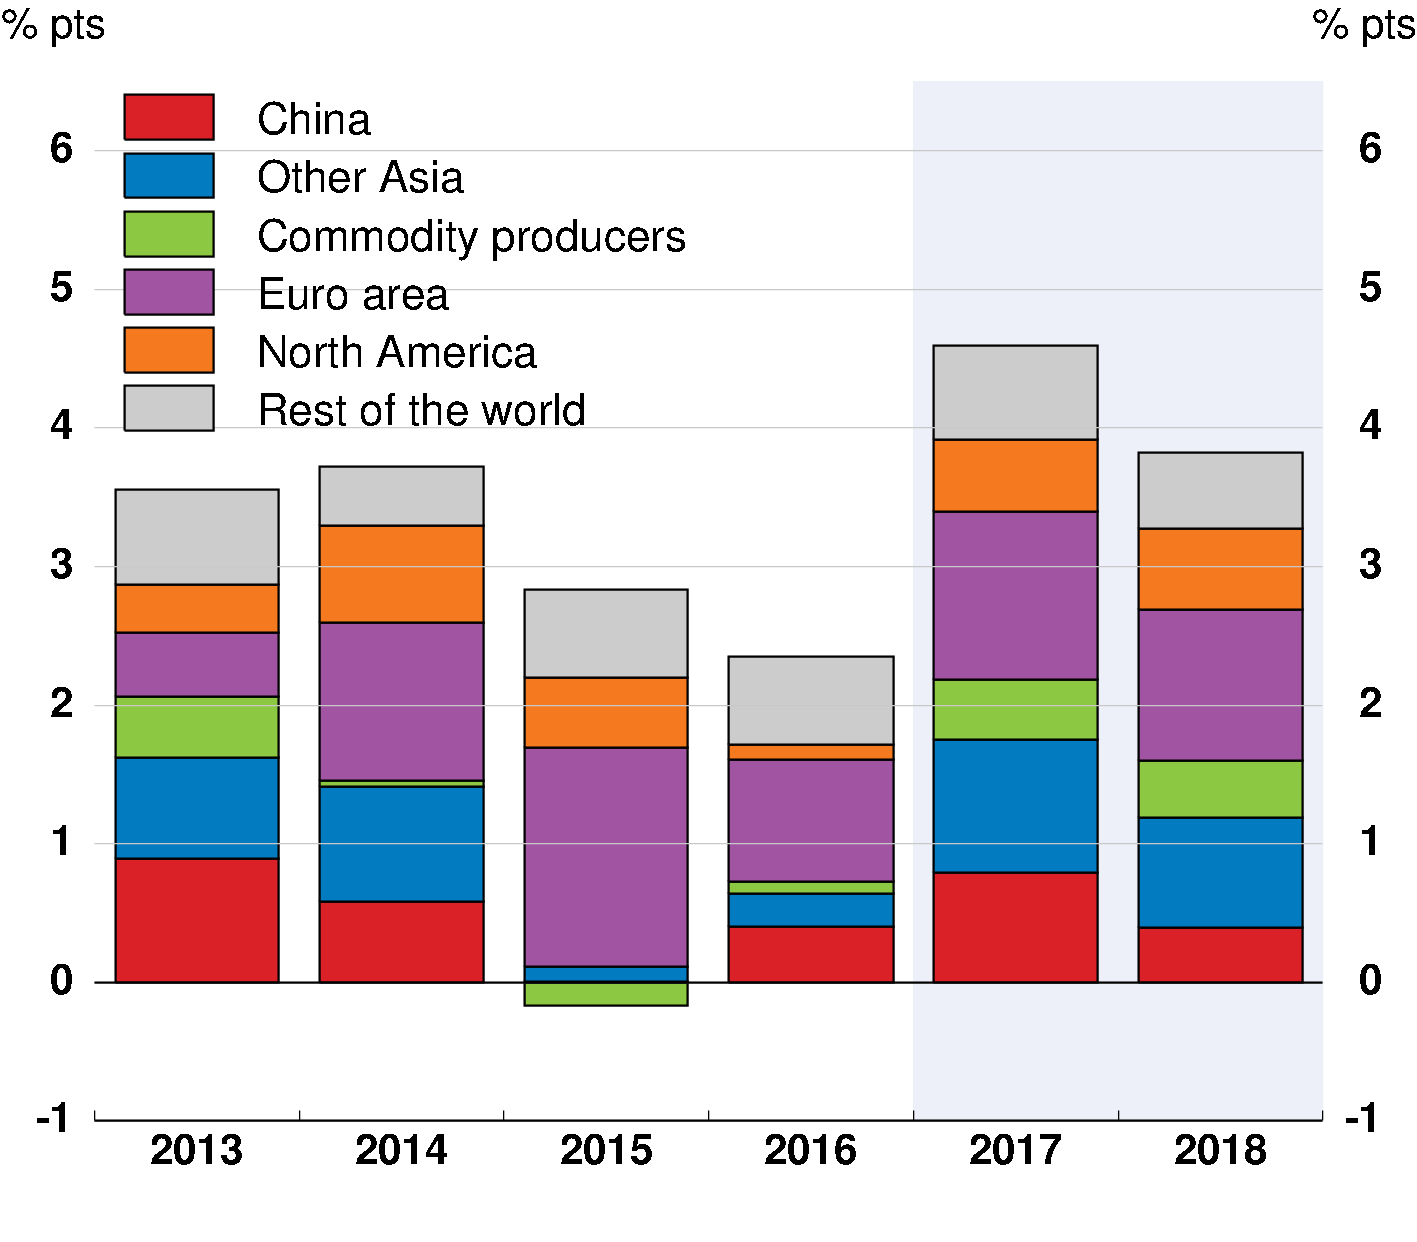 % pts % pts
China
6 6
Other Asia
Commodity producers
5 Euro area 5
North America
4 Rest of the world 4
3 3
2 2
1 1
0 0
-1 -1
2013 2014 2015 2016 2017 2018